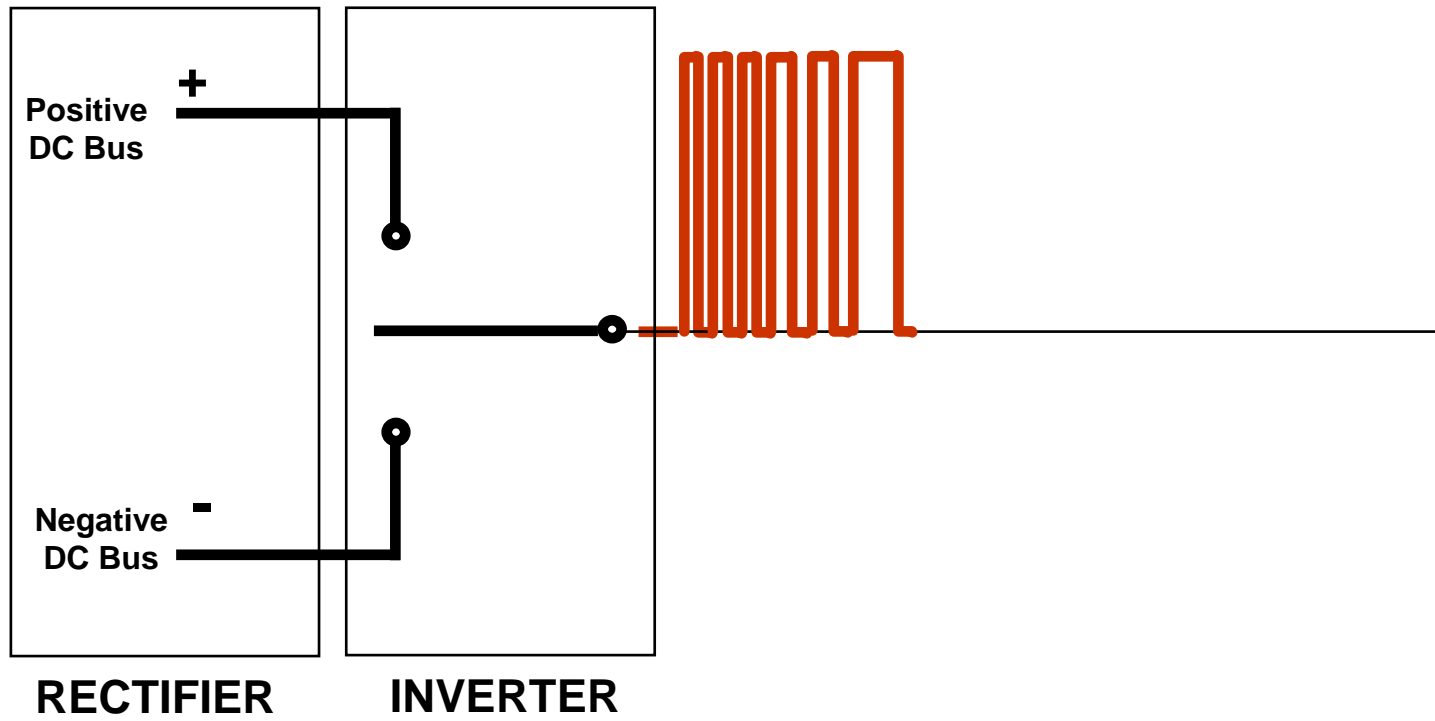 +
Positive
DC Bus
-
Negative
DC Bus
RECTIFIER
INVERTER